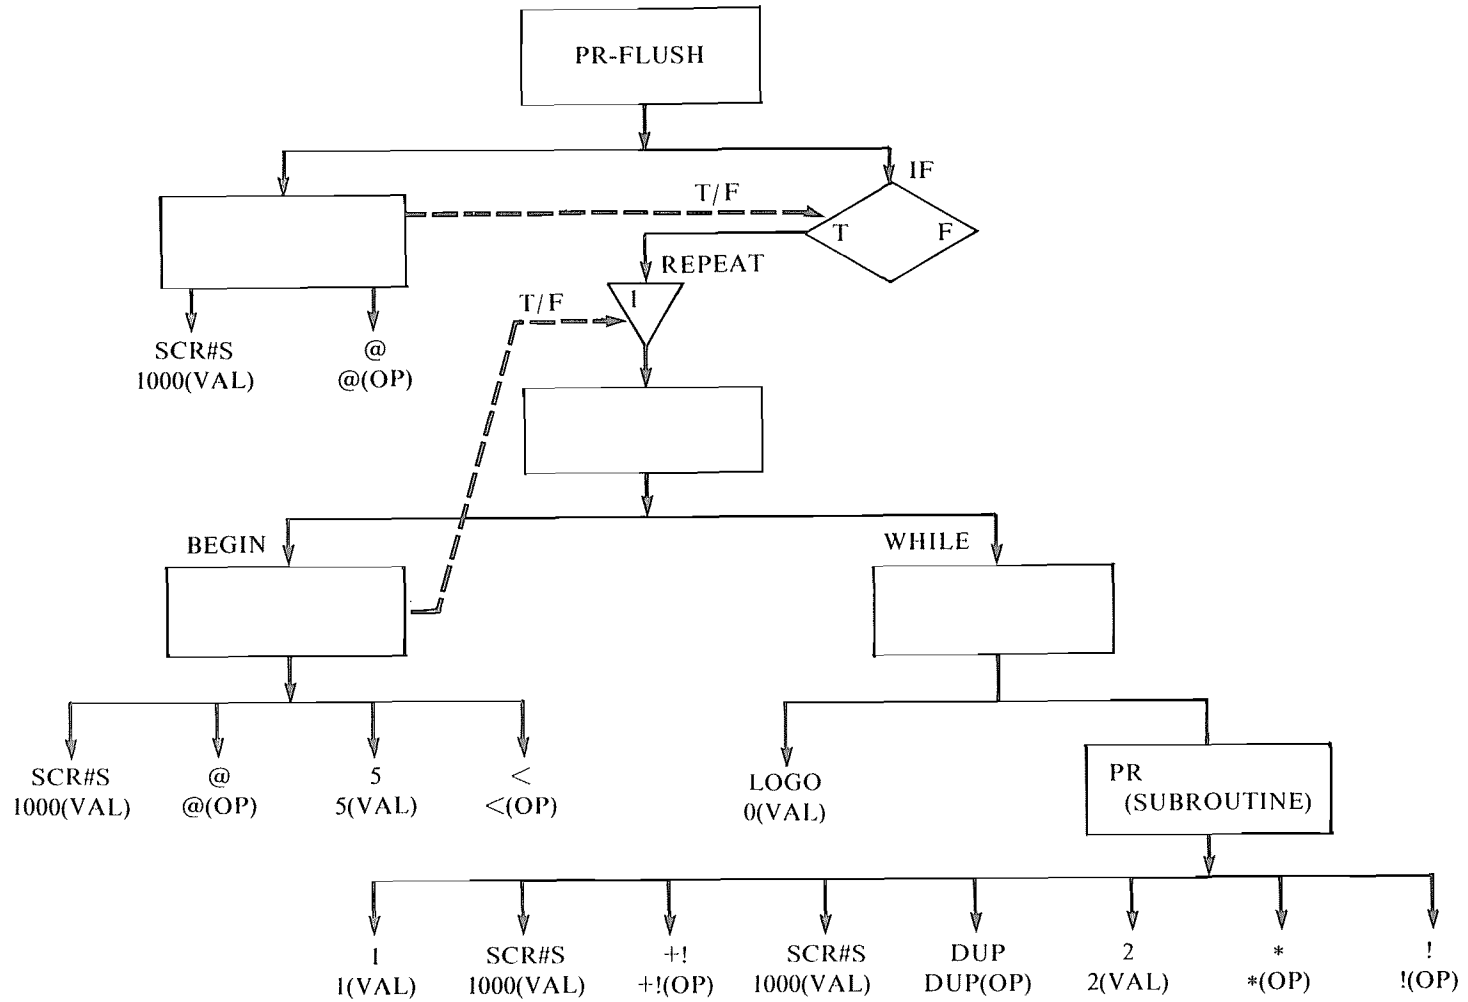 PR-FLUSH
IF
T/F
T F
REPEAT
T/F
1
SCR#S @
1000(VAL) @(OP)
BEGIN WHILE
SCR#S @ 5 <
1000(VAL) @(OP) 5(VAL) <(OP)
LOGO
0(VAL)
PR
(SUBROUTINE)
1 SCR#S +! SCR#S DUP 2 * !
1(VAL) 1000(VAL) +!(OP) 1000(VAL) DUP(OP) 2(VAL) *(OP) !(OP)